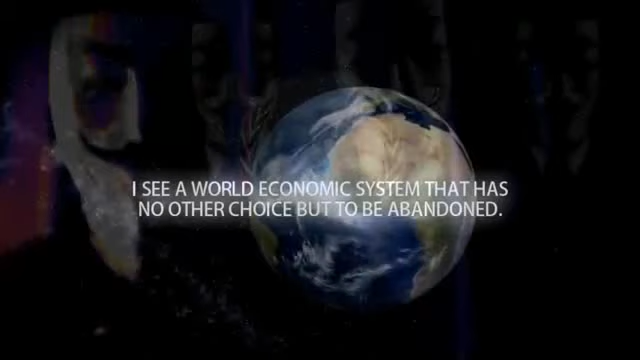 I SEE A WORLD ECONOMIC SYSTEM THAT HAS
NO OTHER CHOICE BUT TO BE ABANDONED.